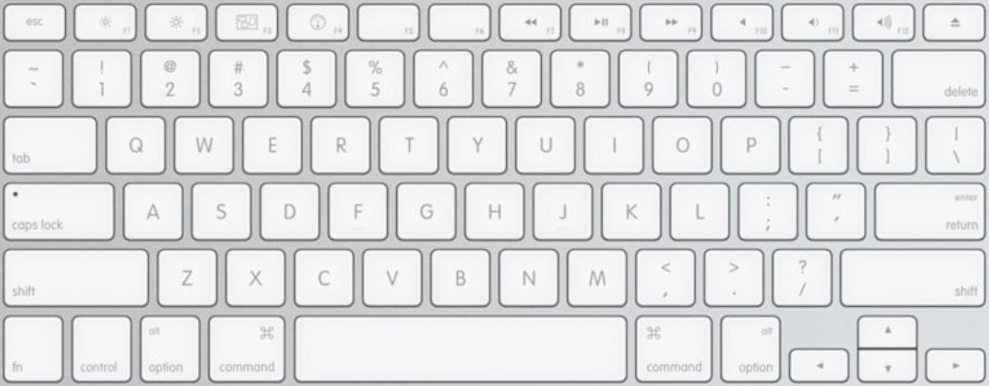 esc F1 F2 F3 F4 F5 F6 F7 F8 F9 F10 F11 F12
~ ! @ # $ % ^ & * ( ) — +
` 1 2 3 4 5 6 7 8 9 0 - = delete
tab Q W E R T Y U I O P { [ } ] | \
caps lock A S D F G H J K L : ; " ' enter return
shift Z X C V B N M < , > . ? / shift
fn control alt option ⌘ command ⌘ command alt option ◄ ▲ ▼ ►